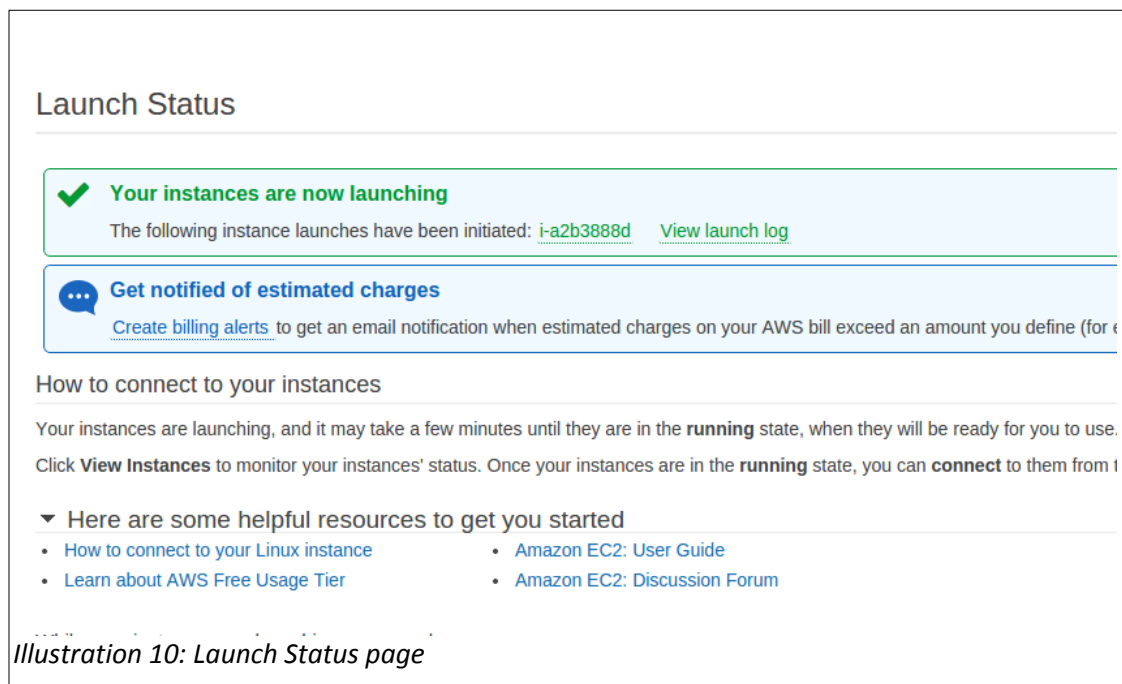 Launch Status
Your instances are now launching
The following instance launches have been initiated: i-a2b3888d View launch log
Get notified of estimated charges
Create billing alerts to get an email notification when estimated charges on your AWS bill exceed an amount you define (for
How to connect to your instances
Your instances are launching, and it may take a few minutes until they are in the running state, when they will be ready for you to use.
Click View Instances to monitor your instances' status. Once your instances are in the running state, you can connect to them from
Here are some helpful resources to get you started
• How to connect to your Linux instance • Amazon EC2: User Guide
• Learn about AWS Free Usage Tier • Amazon EC2: Discussion Forum
Illustration 10: Launch Status page